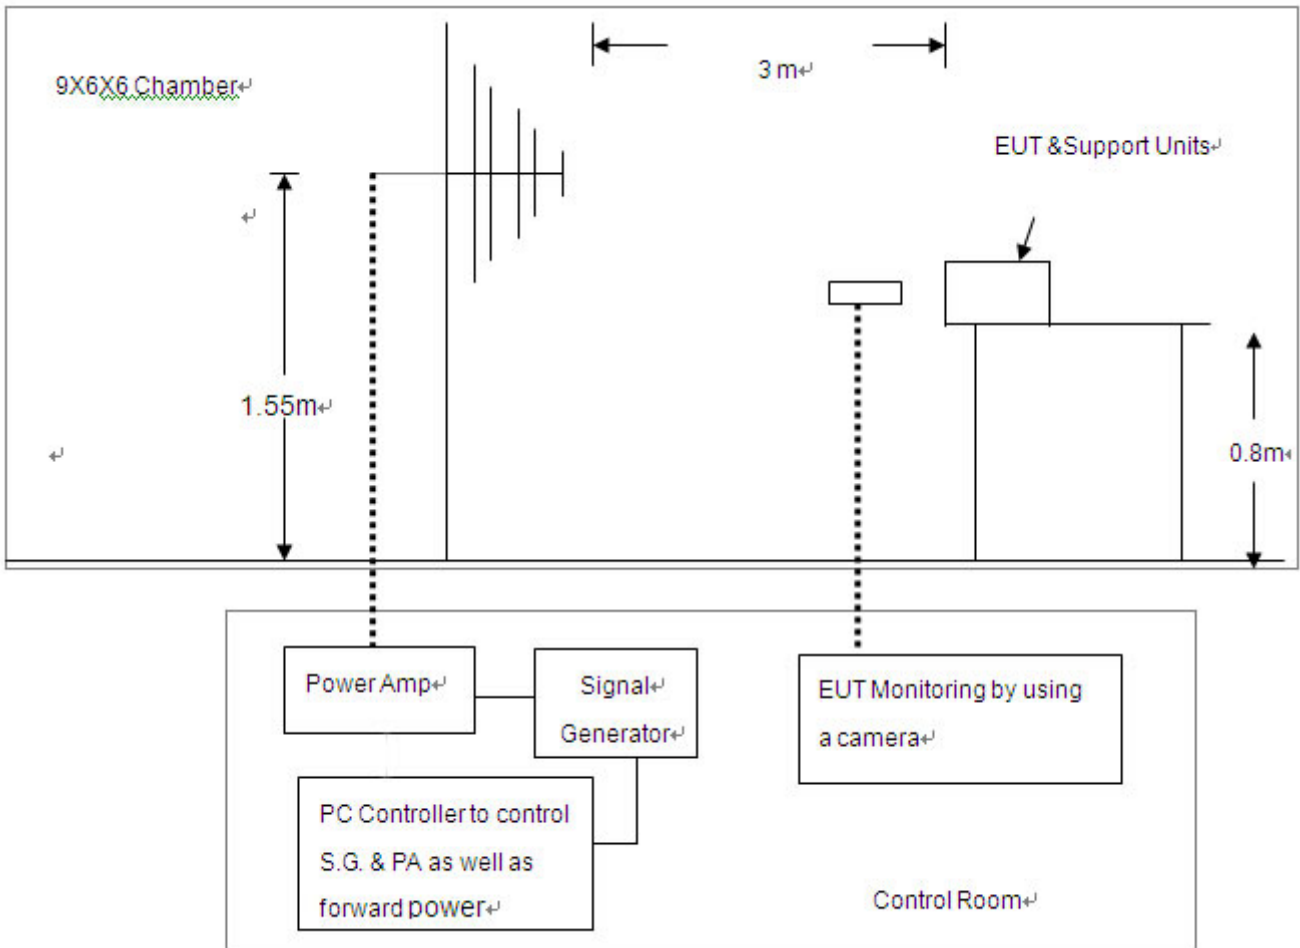 3 m
9X6X6 Chamber
EUT &Support Units
1.55m
0.8m
Power Amp
Signal
Generator
EUT Monitoring by using
a camera
PC Controller to control
S.G. & PA as well as
forward power
Control Room